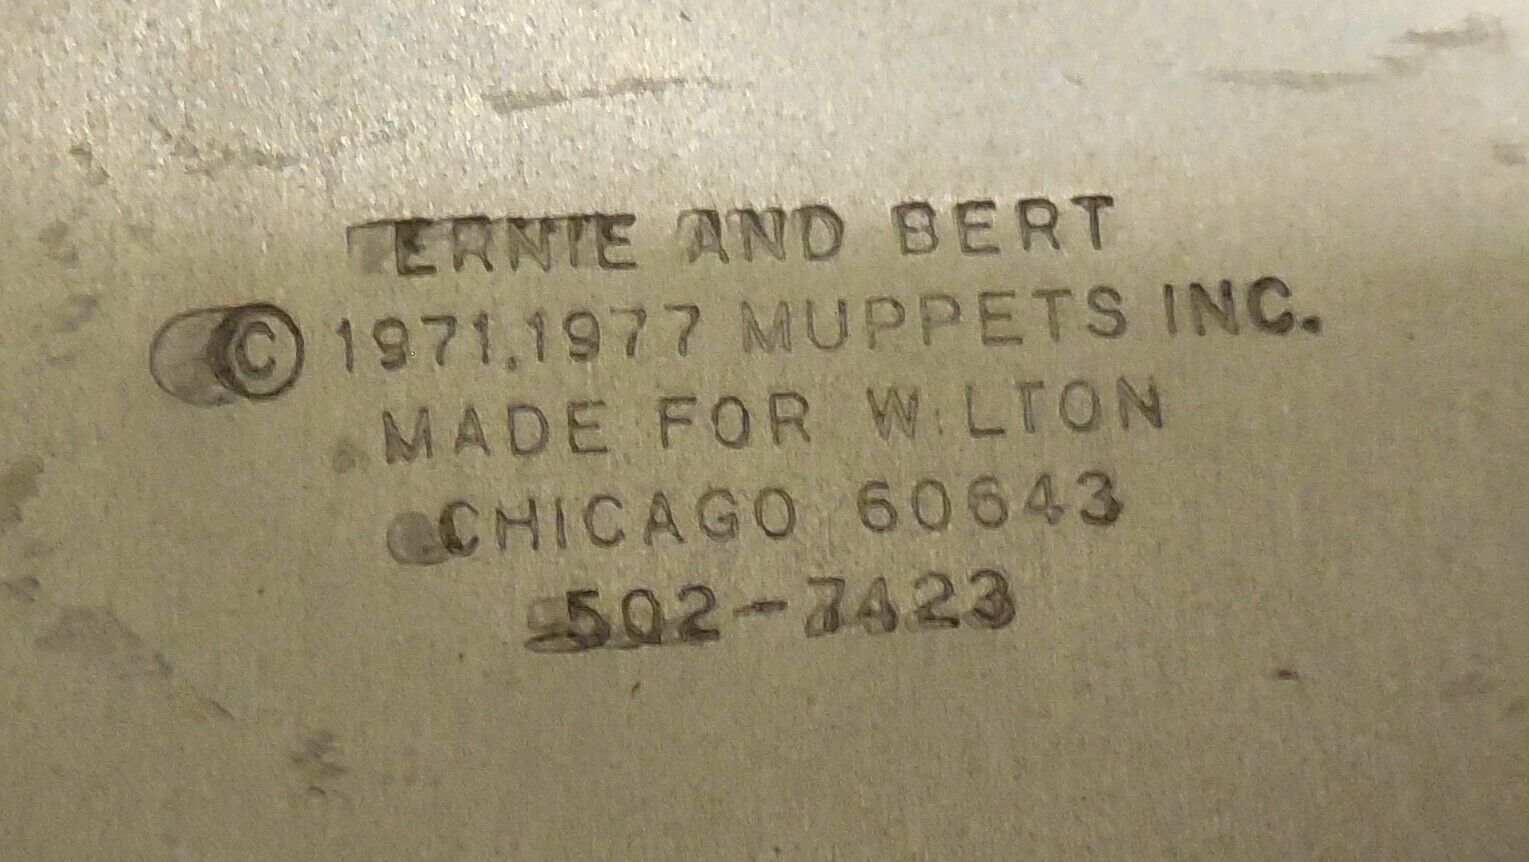 ERNIE AND BERT
© 1971, 1977 MUPPETS INC.
MADE FOR WILTON
CHICAGO 60643
502-7423